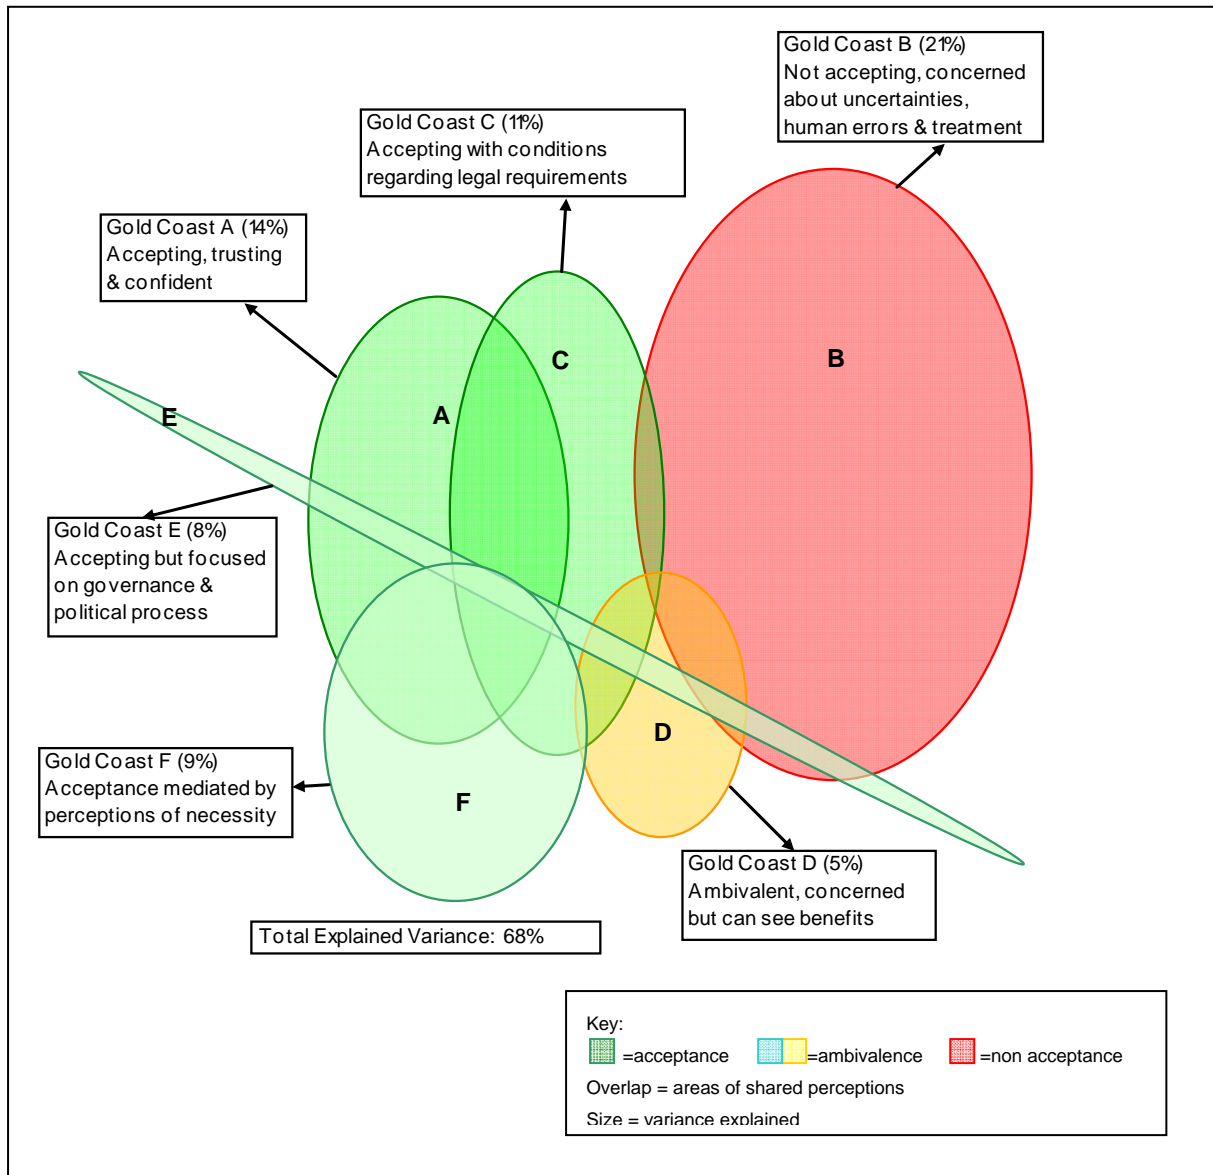 Gold Coast B (21%)
Not accepting, concerned
about uncertainties,
human errors & treatment
Gold Coast C (11%)
Accepting with conditions
regarding legal requirements
Gold Coast A (14%)
Accepting, trusting
& confident
C
B
A
E
Gold Coast E (8%)
Accepting but focused
on governance &
political process
D
Gold Coast F (9%)
Acceptance mediated by
perceptions of necessity
F
Gold Coast D (5%)
Ambivalent, concerned
but can see benefits
Total Explained Variance: 68%
Key:
=acceptance =ambivalence =non acceptance
Overlap = areas of shared perceptions
Size = variance explained